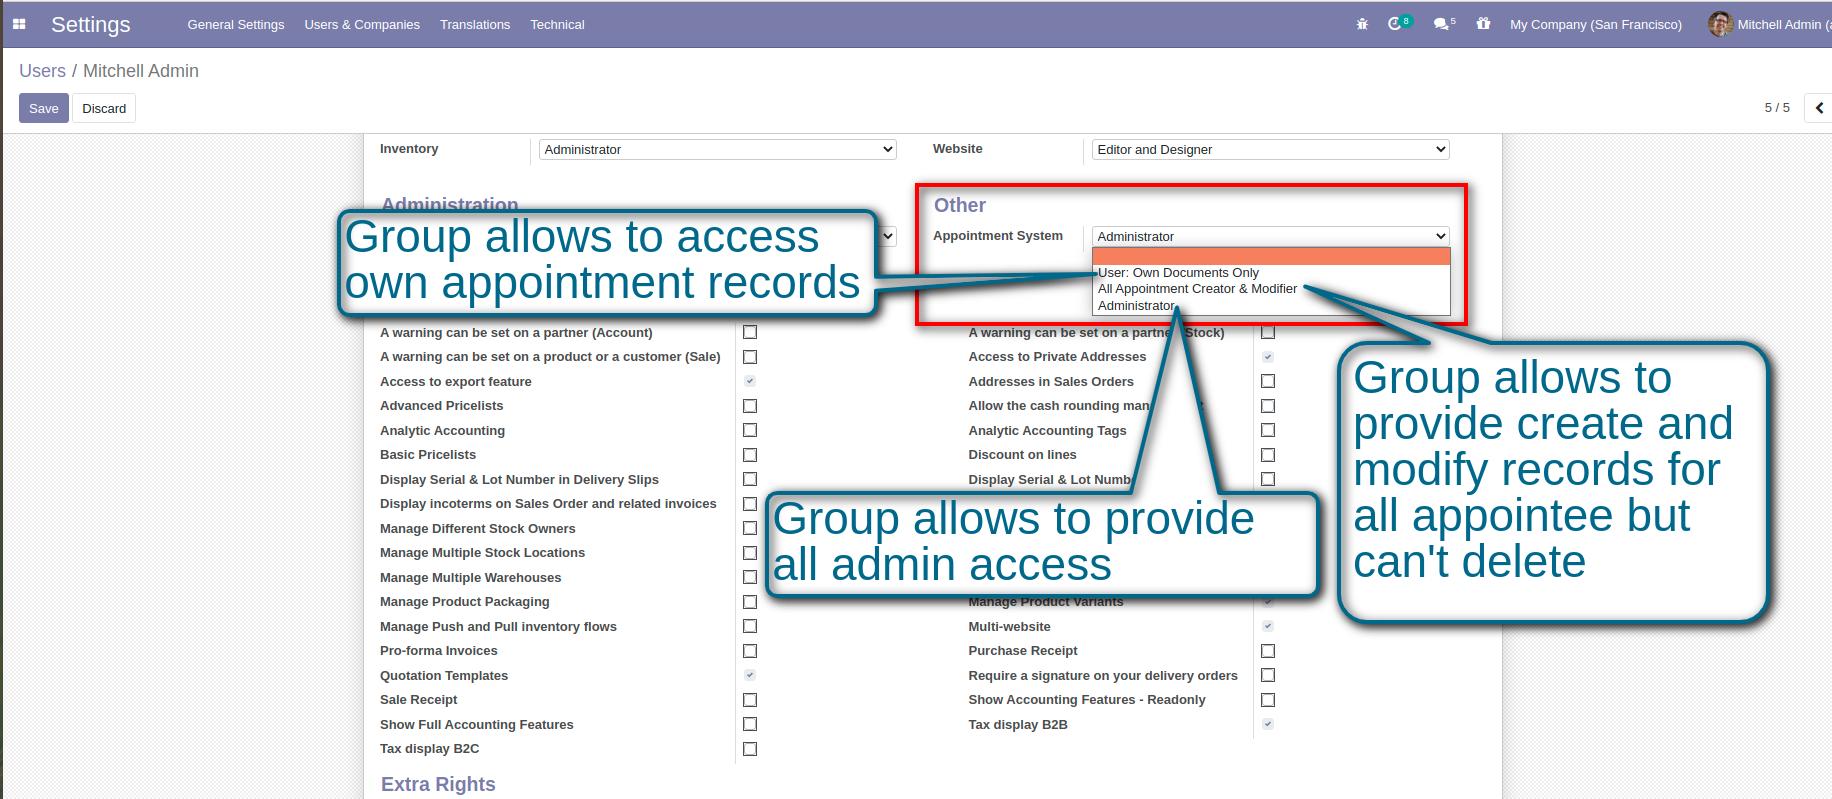 Settings
General Settings
Users & Companies
Translations
Technical
8
5
My Company (San Francisco)
Mitchell Admin (a
Users / Mitchell Admin
Save
Discard
5 / 5
Inventory
Administrator
Website
Editor and Designer
Administration
Other
Group allows to access
own appointment records
Appointment System
Administrator
User: Own Documents Only
All Appointment Creator & Modifier
Administrator
A warning can be set on a partner (Account)
A warning can be set on a product or a customer (Sale)
Access to export feature
Advanced Pricelists
Analytic Accounting
Basic Pricelists
Display Serial & Lot Number in Delivery Slips
Display incoterms on Sales Order and related invoices
Manage Different Stock Owners
Manage Multiple Stock Locations
Manage Multiple Warehouses
Manage Product Packaging
Manage Push and Pull inventory flows
Pro-forma Invoices
Quotation Templates
Sale Receipt
Show Full Accounting Features
Tax display B2C
A warning can be set on a partner (Stock)
Access to Private Addresses
Addresses in Sales Orders
Allow the cash rounding
Analytic Accounting Tags
Discount on lines
Display Serial & Lot
Group allows to provide
all admin access
Group allows to
provide create and
modify records for
all appointee but
can't delete
Manage Product Variants
Multi-website
Purchase Receipt
Require a signature on your delivery orders
Show Accounting Features - Readonly
Tax display B2B
Extra Rights